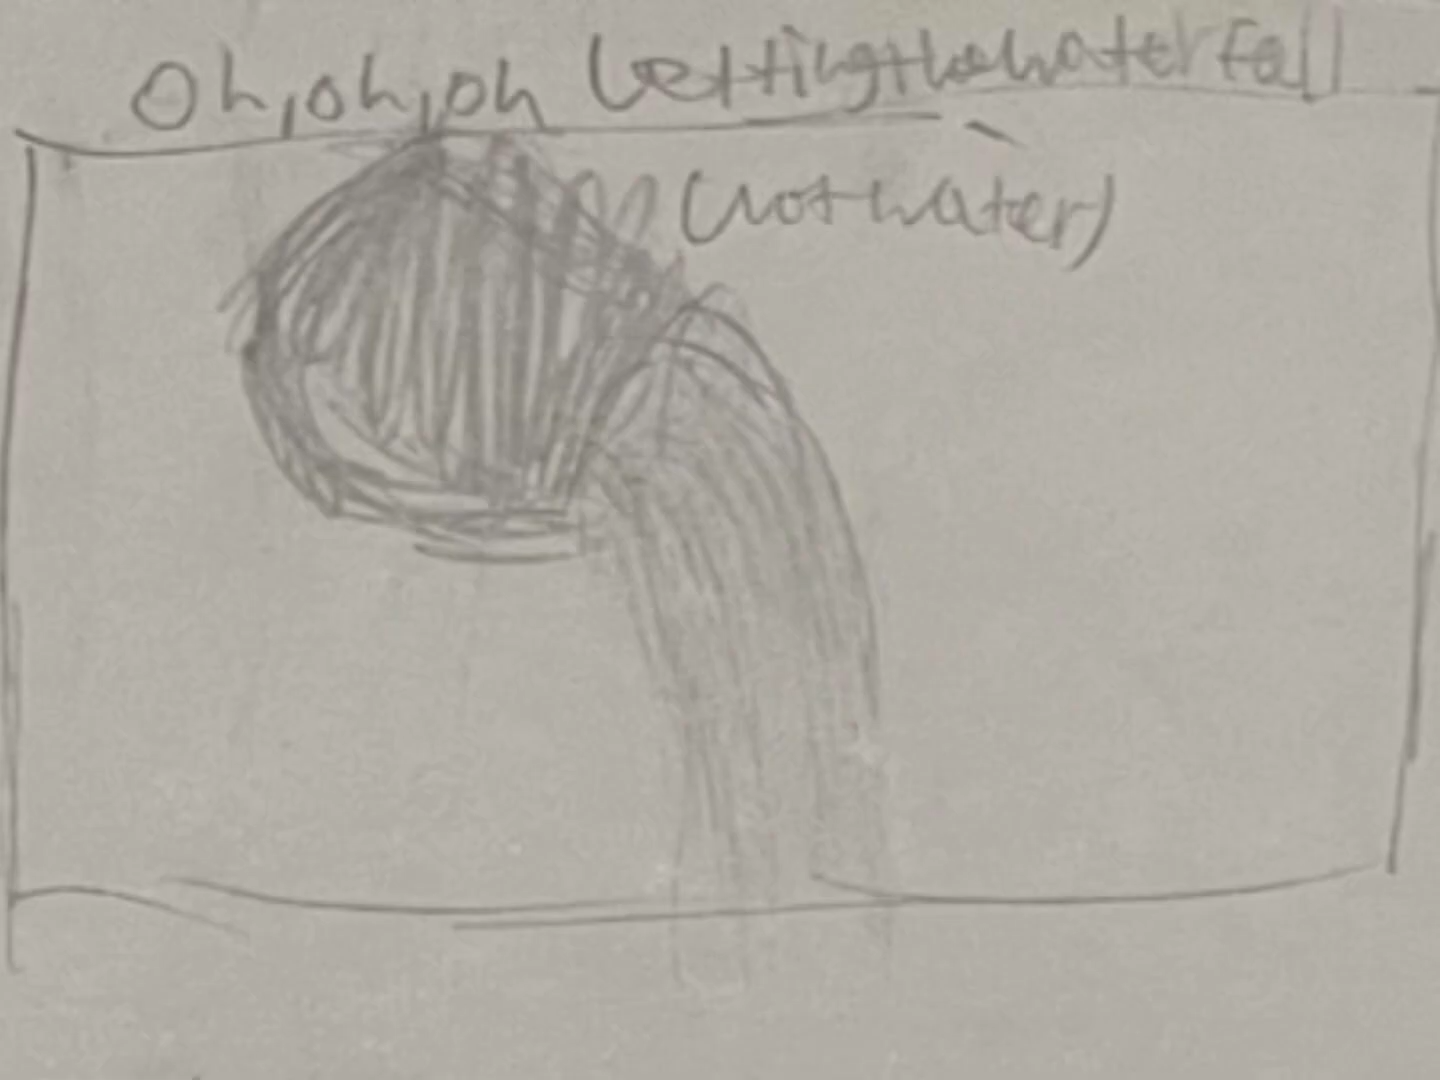 Oh, oh, oh Letting the water fall
(not water)